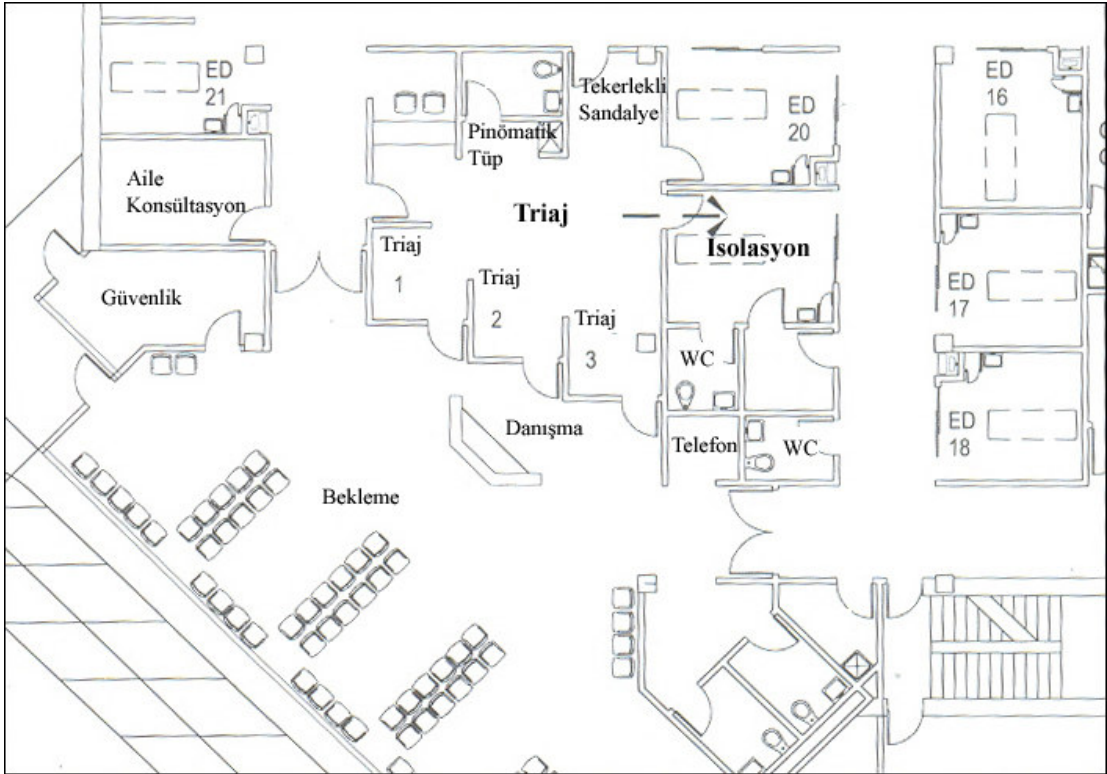 ED
21
Aile
Konsültasyon
Güvenlik
Pinömatik
Tüp
Tekerlekli
Sandalye
Triaj
Triaj
1
Triaj
2
Triaj
3
ED
20
İsolasyon
WC
Telefon
WC
Danışma
Bekleme
ED
16
ED
17
ED
18